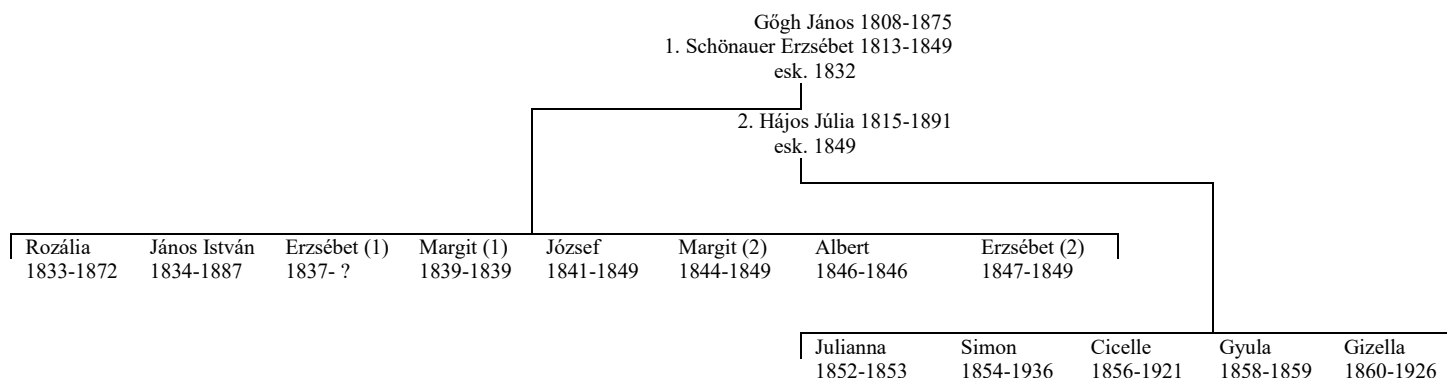 Gőgh János 1808-1875
1. Schönauer Erzsébet 1813-1849
esk. 1832
2. Hájos Júlia 1815-1891
esk. 1849
Rozália János István Erzsébet (1) Margit (1) József Margit (2) Albert Erzsébet (2)
1833-1872 1834-1887 1837- ? 1839-1839 1841-1849 1844-1849 1846-1846 1847-1849
Julianna Simon Cicelle Gyula Gizella
1852-1853 1854-1936 1856-1921 1858-1859 1860-1926